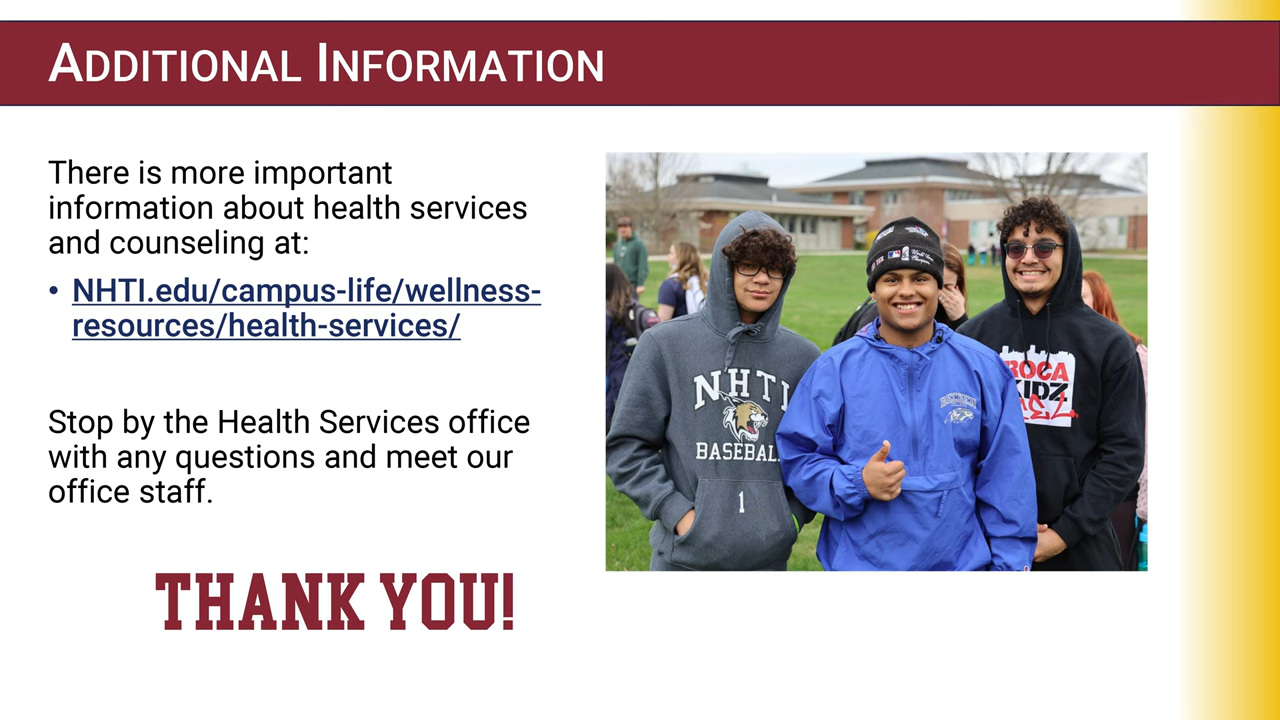 ADDITIONAL INFORMATION
There is more important
information about health services
and counseling at:
• NHTI.edu/campus-life/wellness-
resources/health-services/
Stop by the Health Services office
with any questions and meet our
office staff.
THANK YOU!
NHTI
BASEBAL
1
ROCA
KIDZ